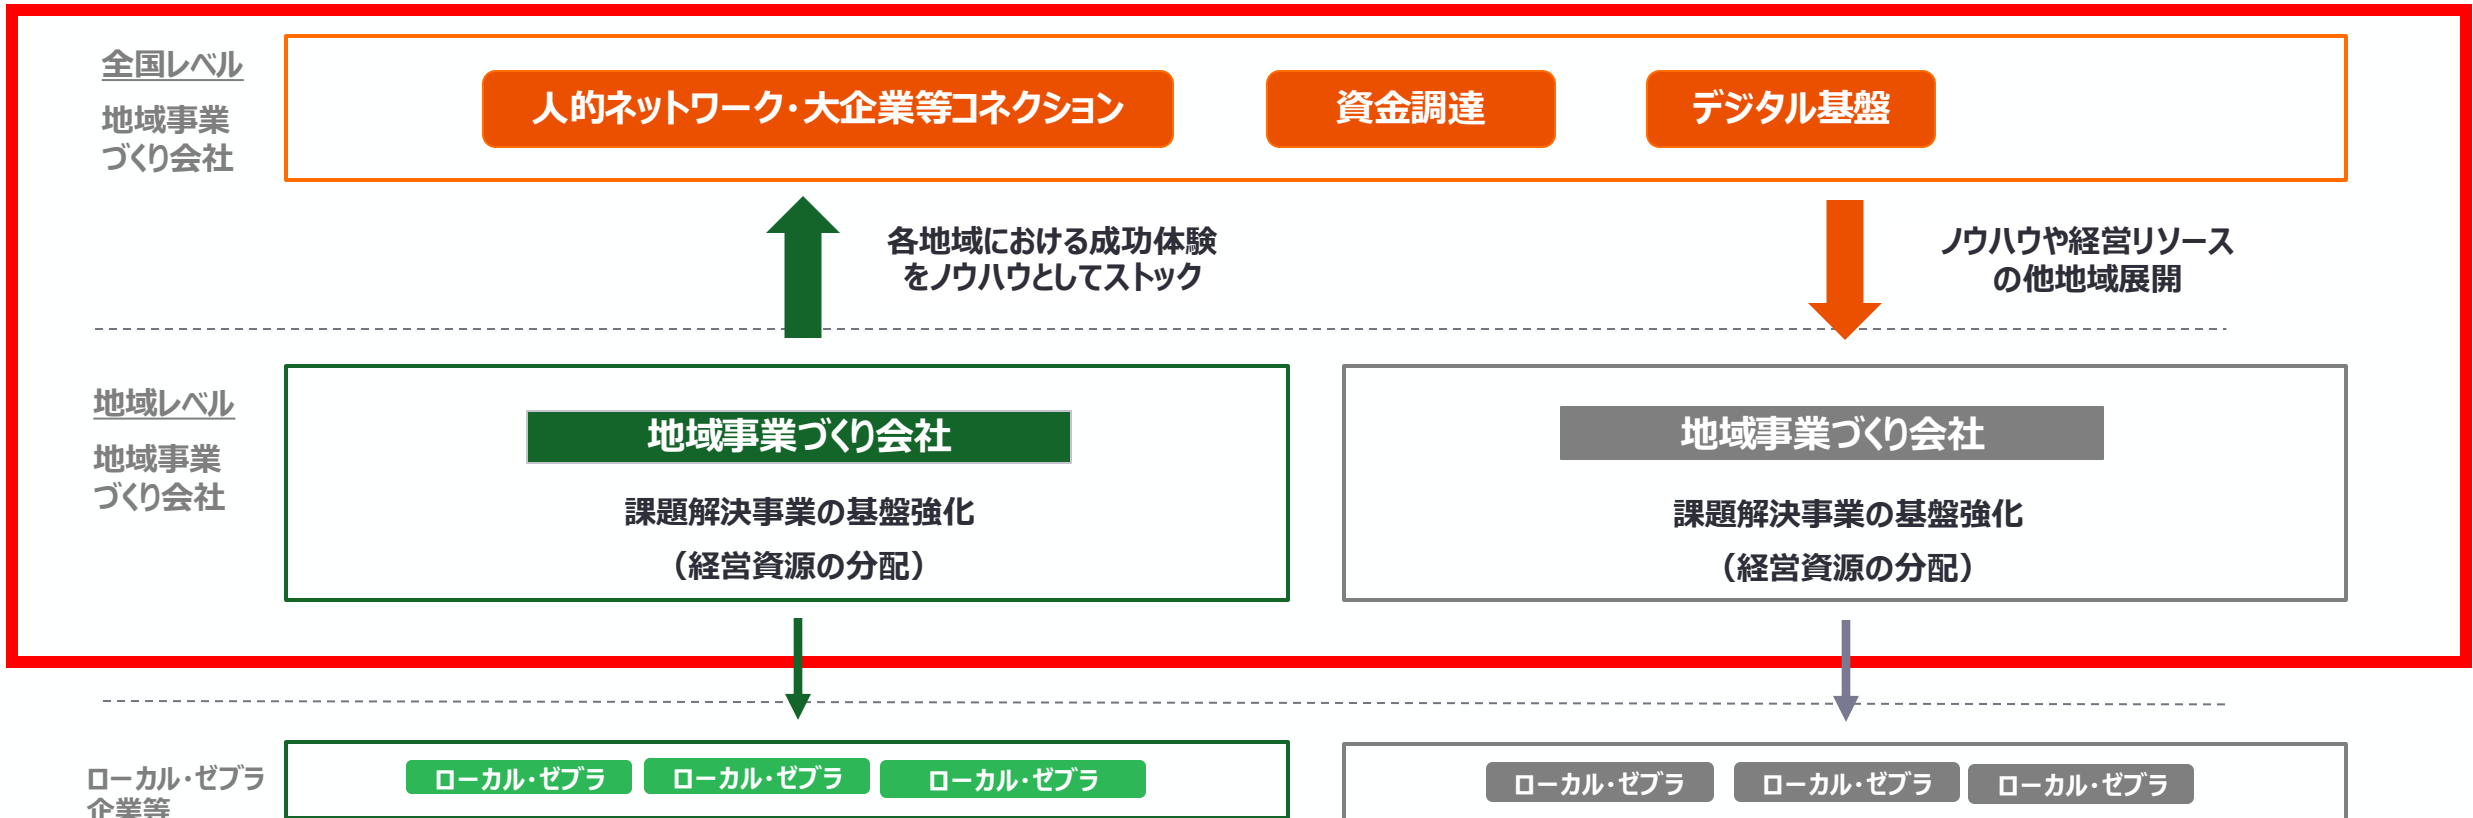 全国レベル
地域事業
づくり会社
人的ネットワーク・大企業等コネクション
資金調達
デジタル基盤
各地域における成功体験
をノウハウとしてストック
ノウハウや経営リソース
の他地域展開
地域レベル
地域事業
づくり会社
地域事業づくり会社
課題解決事業の基盤強化
（経営資源の分配）
地域事業づくり会社
課題解決事業の基盤強化
（経営資源の分配）
ローカル・ゼブラ
企業等
ローカル・ゼブラ
ローカル・ゼブラ
ローカル・ゼブラ
ローカル・ゼブラ
ローカル・ゼブラ
ローカル・ゼブラ